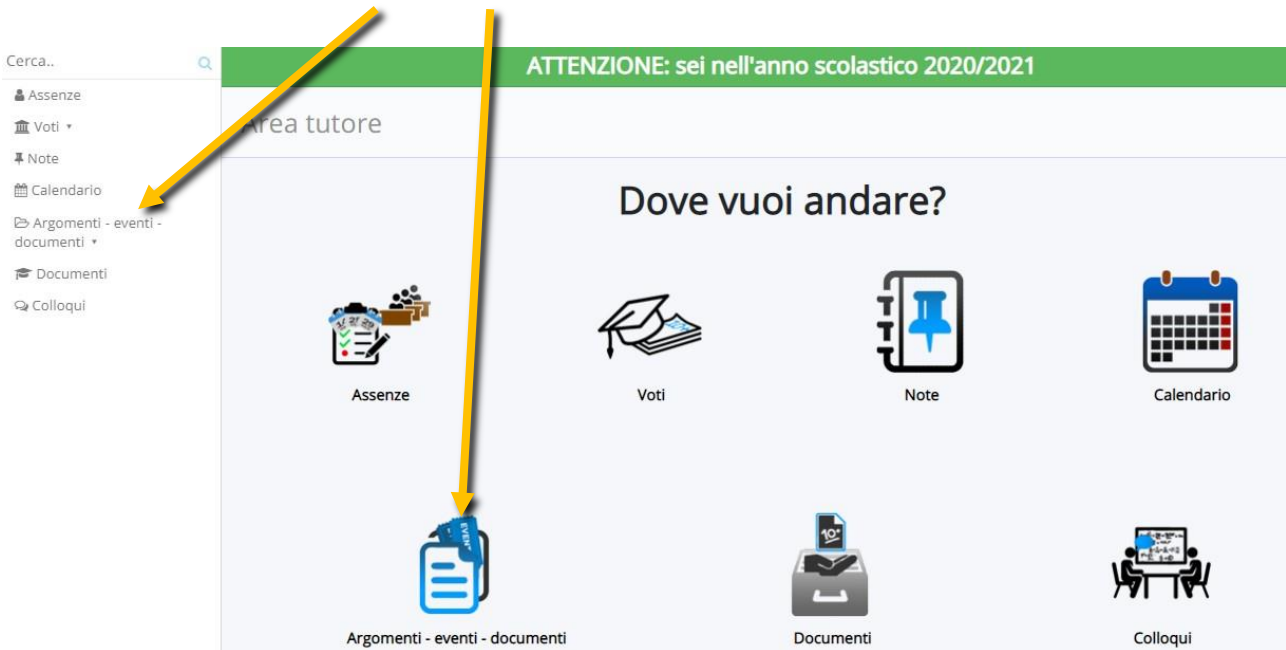 Cerca..
ATTENZIONE: sei nell'anno scolastico 2020/2021
Assenze
Voti
Note
Calendario
Argomenti - eventi -
documenti
Documenti
Colloqui
Area tutore
Dove vuoi andare?
Assenze
Voti
Note
Calendario
Argomenti - eventi - documenti
Documenti
Colloqui